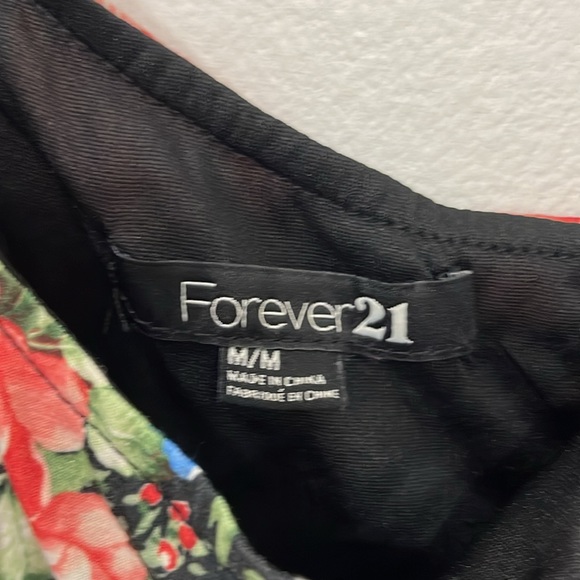 Forever21
M/M
MADE IN CHINA
FABRIQUÉ EN CHINE